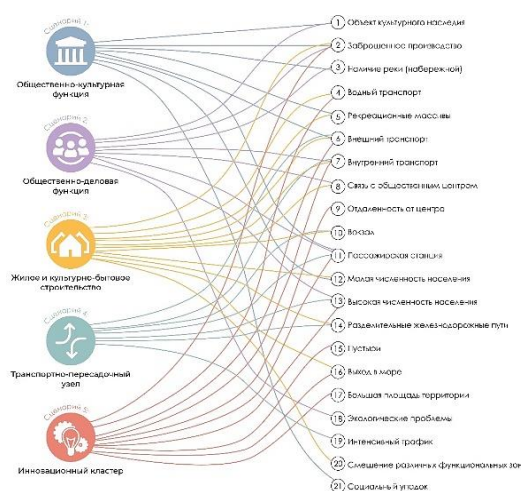 Сценарий 1:
Общественно-культурная
функция
Сценарий 2:
Общественно-деловая
функция
Сценарий 3:
Жилое и культурно-бытовое
строительство
Сценарий 4:
Транспортно-пересадочный
узел
Сценарий 5:
Инновационный кластер
1 Объект культурного наследия
2 Заброшенное производство
3 Наличие реки (набережной)
4 Водный транспорт
5 Рекреационные массивы
6 Внешний транспорт
7 Внутренний транспорт
8 Связь с общественным центром
9 Отдаленность от центра
10 Вокзал
11 Пассажирская станция
12 Малая численность населения
13 Высокая численность населения
14 Разделительные железнодорожные пути
15 Пустыри
16 Выход в море
17 Большая площадь территории
18 Экологические проблемы
19 Интенсивный трафик
20 Смешение различных функциональных зон
21 Социальный упадок